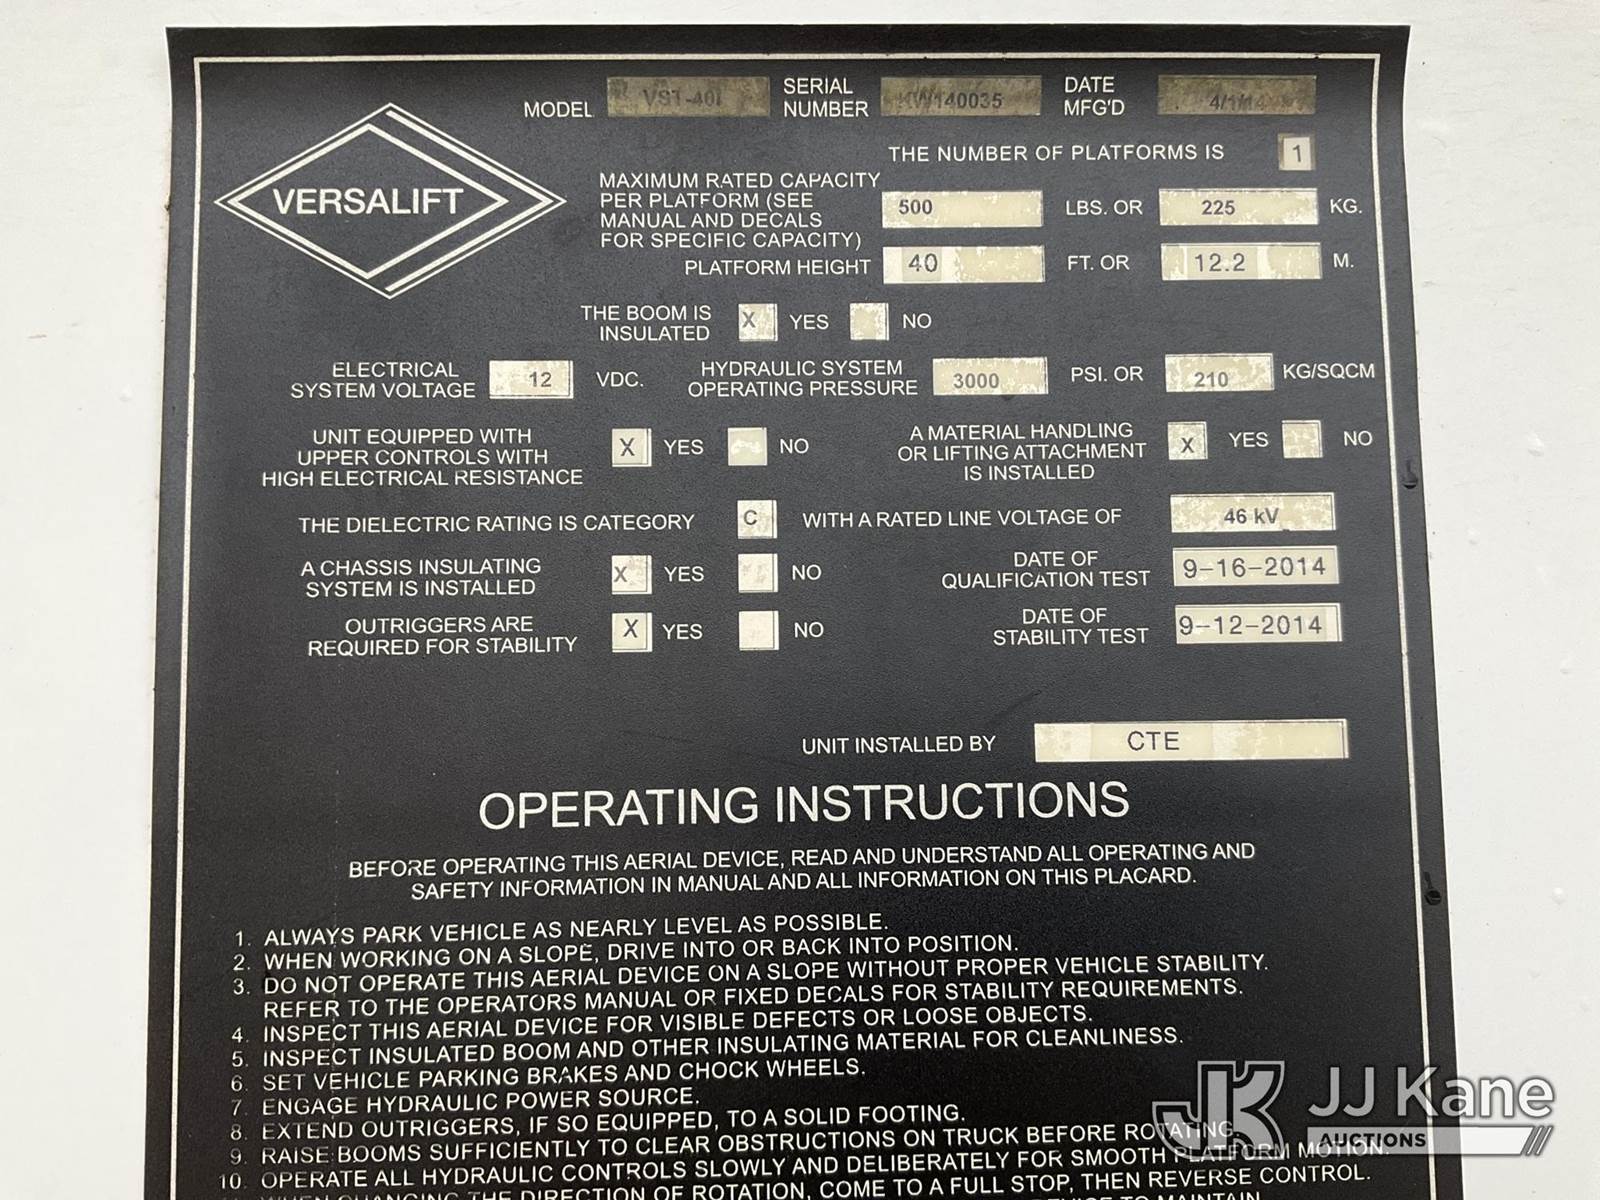 MODEL VST-40I SERIAL NUMBER KW140035 DATE MFG'D 4/1/14
VERSALIFT
THE NUMBER OF PLATFORMS IS 1
MAXIMUM RATED CAPACITY
PER PLATFORM (SEE
MANUAL AND DECALS
FOR SPECIFIC CAPACITY) 500 LBS. OR 225 KG.
PLATFORM HEIGHT 40 FT. OR 12.2 M.
THE BOOM IS
INSULATED X YES NO
ELECTRICAL
SYSTEM VOLTAGE 12 VDC.
HYDRAULIC SYSTEM
OPERATING PRESSURE 3000 PSI. OR 210 KG/SQCM
UNIT EQUIPPED WITH
UPPER CONTROLS WITH
HIGH ELECTRICAL RESISTANCE X YES NO
A MATERIAL HANDLING
OR LIFTING ATTACHMENT
IS INSTALLED X YES NO
THE DIELECTRIC RATING IS CATEGORY C WITH A RATED LINE VOLTAGE OF 46 kV
A CHASSIS INSULATING
SYSTEM IS INSTALLED X YES NO
DATE OF
QUALIFICATION TEST 9-16-2014
OUTRIGGERS ARE
REQUIRED FOR STABILITY X YES NO
DATE OF
STABILITY TEST 9-12-2014
UNIT INSTALLED BY CTE
OPERATING INSTRUCTIONS
BEFORE OPERATING THIS AERIAL DEVICE, READ AND UNDERSTAND ALL OPERATING AND
SAFETY INFORMATION IN MANUAL AND ALL INFORMATION ON THIS PLACARD.
1. ALWAYS PARK VEHICLE AS NEARLY LEVEL AS POSSIBLE.
2. WHEN WORKING ON A SLOPE, DRIVE INTO OR BACK INTO POSITION.
3. DO NOT OPERATE THIS AERIAL DEVICE ON A SLOPE WITHOUT PROPER VEHICLE STABILITY.
REFER TO THE OPERATORS MANUAL OR FIXED DECALS FOR STABILITY REQUIREMENTS.
4. INSPECT THIS AERIAL DEVICE FOR VISIBLE DEFECTS OR LOOSE OBJECTS.
5. INSPECT INSULATED BOOM AND OTHER INSULATING MATERIAL FOR CLEANLINESS.
6. SET VEHICLE PARKING BRAKES AND CHOCK WHEELS.
7. ENGAGE HYDRAULIC POWER SOURCE.
8. EXTEND OUTRIGGERS, IF SO EQUIPPED, TO A SOLID FOOTING.
9. RAISE BOOMS SUFFICIENTLY TO CLEAR OBSTRUCTIONS ON TRUCK BEFORE ROTATING.
10. OPERATE ALL HYDRAULIC CONTROLS SLOWLY AND DELIBERATELY FOR SMOOTH PLATFORM MOTION.
WHEN CHANGING THE DIRECTION OF ROTATION, COME TO A FULL STOP, THEN REVERSE CONTROL.
TO MAINTAIN
JK JJ Kane
AUCTIONS